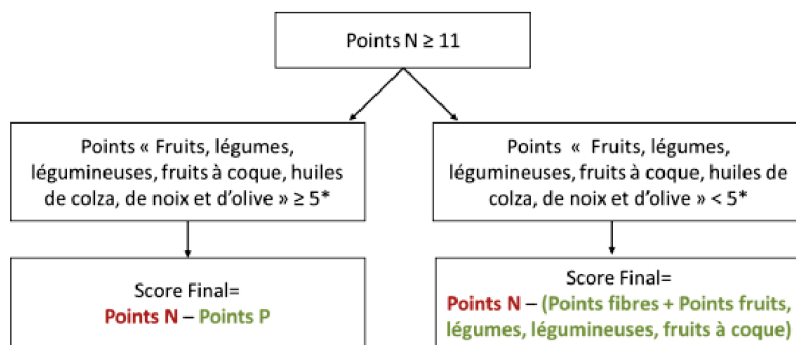 Points N ≥ 11
Points « Fruits, légumes,
légumineuses, fruits à coque, huiles
de colza, de noix et d'olive » ≥ 5*
Points « Fruits, légumes,
légumineuses, fruits à coque, huiles de
colza, de noix et d'olive » < 5*
Score Final=
Points N – Points P
Score Final=
Points N – (Points fibres + Points fruits,
légumes, légumineuses, fruits à coque)